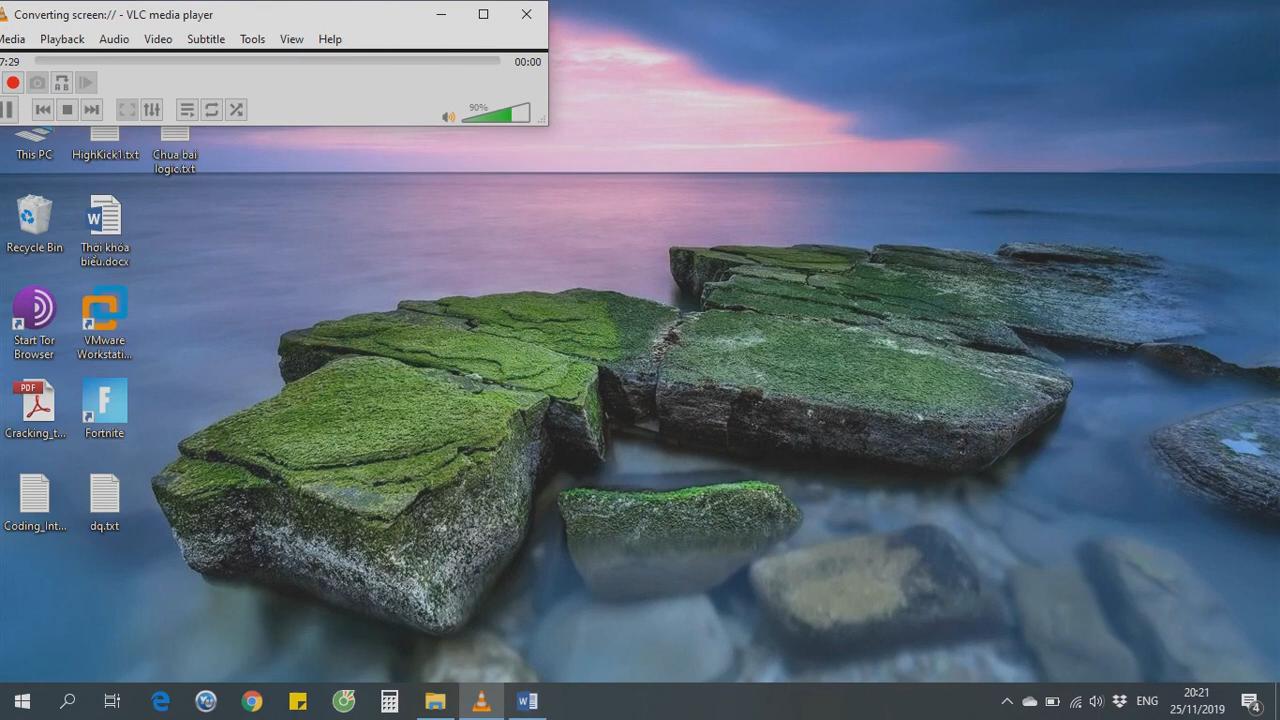 Converting screen:// - VLC media player
Media Playback Audio Video Subtitle Tools View Help
7:29 00:00
A B
90%
This PC
HighKick1.txt
Chua bai
logic.txt
Recycle Bin
Thời khóa
biểu.docx
Start Tor
Browser
VMware
Workstati...
PDF
Cracking_t...
Fortnite
Coding_Int...
dq.txt
ENG
20:21
25/11/2019
4